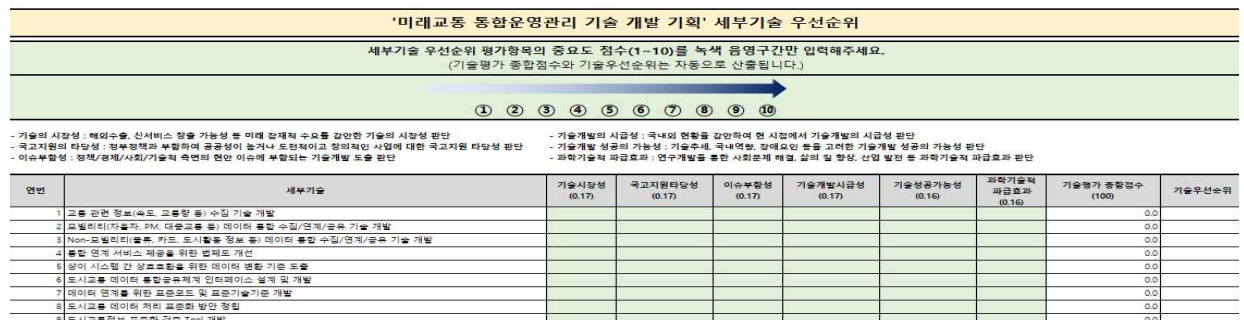 '미래교통 통합운영관리 기술 개발 기획' 세부기술 우선순위
세부기술 우선순위 평가항목의 중요도 점수(1~10)를 녹색 음영구간만 입력해주세요.
(기술평가 종합점수와 기술우선순위는 자동으로 산출됩니다.)
① ② ③ ④ ⑤ ⑥ ⑦ ⑧ ⑨ ⑩
- 기술의 시장성 : 해외수출, 신서비스 창출 가능성 등 미래 잠재적 수요를 감안한 기술의 시장성 판단
- 국고지원의 타당성 : 정부정책과 부합하여 공공성이 높거나 도전적이고 창의적인 사업에 대한 국고지원 타당성 판단
- 이슈부합성 : 정책/경제/사회/기술적 측면의 현안 이슈에 부합되는 기술개발 도출 판단
- 기술개발의 시급성 : 국내외 현황을 감안하여 현 시점에서 기술개발의 시급성 판단
- 기술개발 성공의 가능성 : 기술추세, 국내역량, 장애요인 등을 고려한 기술개발 성공의 가능성 판단
- 과학기술적 파급효과 : 연구개발을 통한 사회문제 해결, 삶의 질 향상, 산업 발전 등 과학기술적 파급효과 판단
연번 세부기술 기술시장성 (0.17) 국고지원타당성 (0.17) 이슈부합성 (0.17) 기술개발시급성 (0.17) 기술성공가능성 (0.16) 과학기술적 파급효과 (0.16) 기술평가 종합점수 (100) 기술우선순위
1 교통 관련 정보(속도, 교통량 등) 수집 기술 개발 0.0
2 모빌리티(자율차, PM, 대중교통 등) 데이터 통합 수집/연계/공유 기술 개발 0.0
3 Non-모빌리티(물류, 카드, 도시활동 정보 등) 데이터 통합 수집/연계/공유 기술 개발 0.0
4 통합 연계 서비스 제공을 위한 법제도 개선 0.0
5 상이 시스템 간 상호호환을 위한 데이터 변환 기준 도출 0.0
6 도시교통 데이터 통합공유체계 인터페이스 설계 및 개발 0.0
7 데이터 연계를 위한 표준모드 및 표준기술기준 개발 0.0
8 도시교통 데이터 처리 표준화 방안 정립 0.0
9 도시교통정보 표준화 검증 Tool 개발 0.0